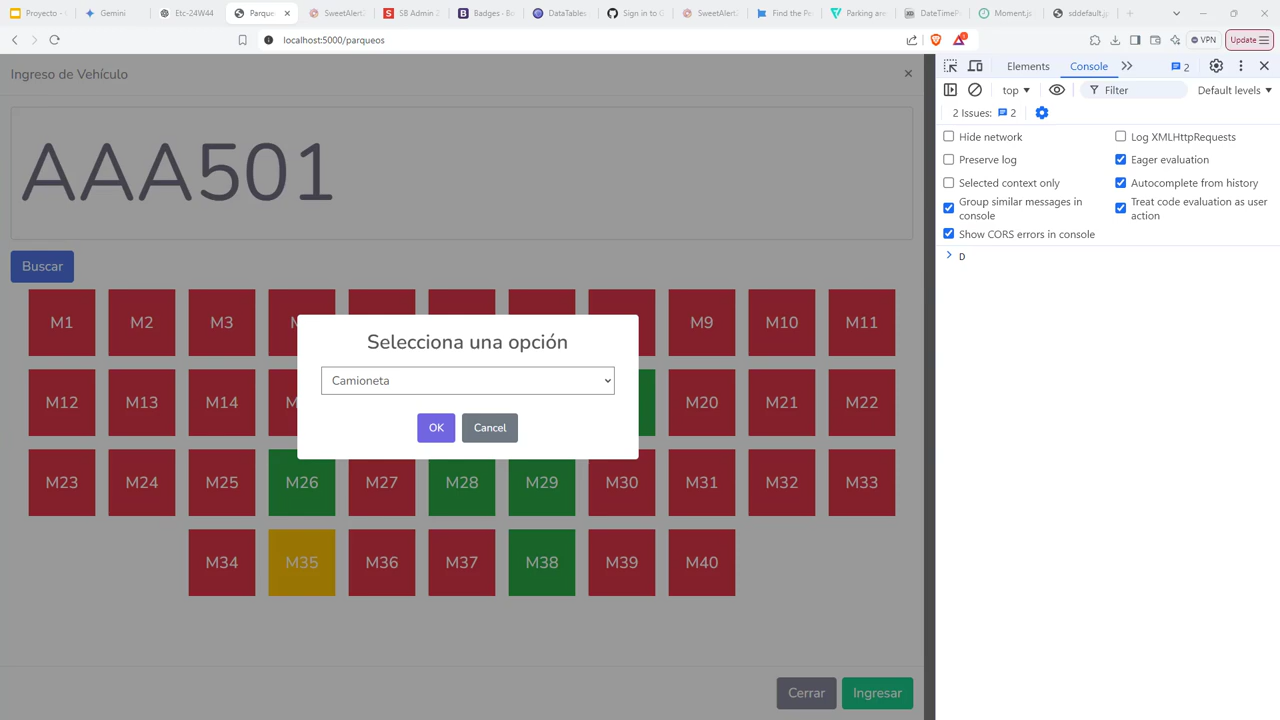 Proyecto -
Gemini
Etc-24W44
Parque
SweetAlert
SB Admin 2
Badges - Bo
DataTables
Sign in to G
SweetAlert
Find the Pe
Parking are
DateTimePi
Moment.js
sddefault.jp
localhost:5000/parqueos
VPN
Update
Ingreso de Vehículo
AAA501
Buscar
M1 M2 M3 M9 M10 M11
M12 M13 M14 M20 M21 M22
M23 M24 M25 M26 M27 M28 M29 M30 M31 M32 M33
M34 M35 M36 M37 M38 M39 M40
Selecciona una opción
Camioneta
OK Cancel
Cerrar Ingresar
Elements Console 2
top Filter Default levels
2 Issues: 2
Hide network Log XMLHttpRequests
Preserve log Eager evaluation
Selected context only Autocomplete from history
Group similar messages in
console
Treat code evaluation as user
action
Show CORS errors in console
D